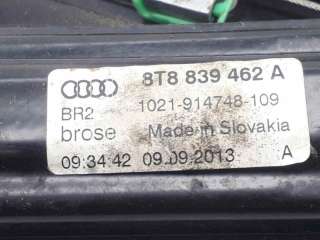 8T8 839 462 A
BR2 1021-914748-109
brose Made in Slovakia
09:34:42 09.09.2013 A